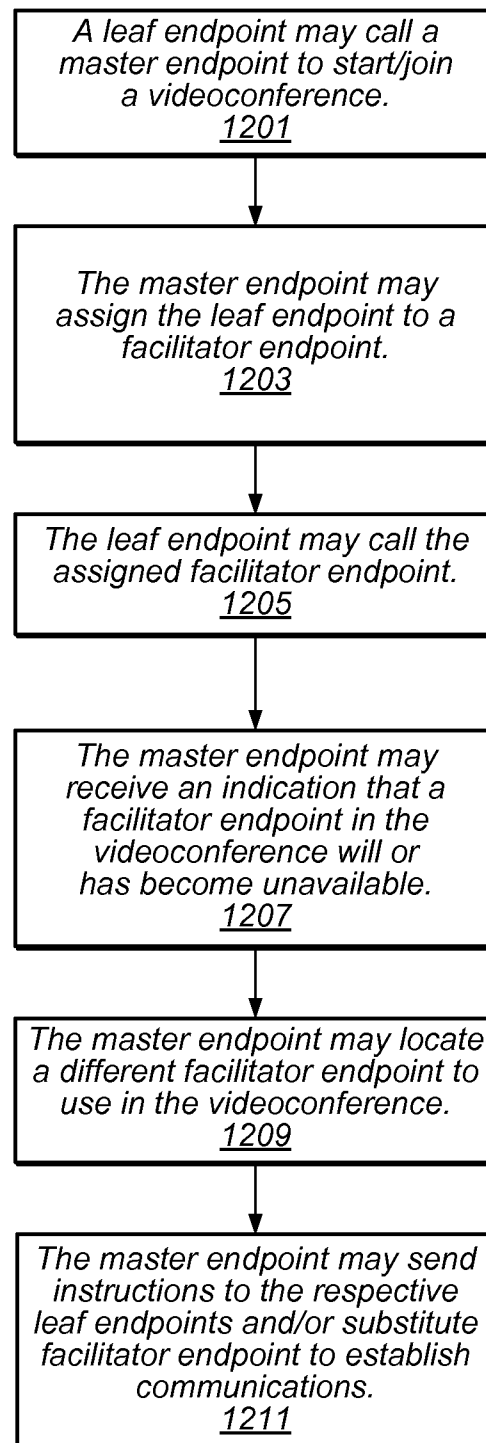 A leaf endpoint may call a
master endpoint to start/join
a videoconference.
1201
The master endpoint may
assign the leaf endpoint to a
facilitator endpoint.
1203
The leaf endpoint may call the
assigned facilitator endpoint.
1205
The master endpoint may
receive an indication that a
facilitator endpoint in the
videoconference will or
has become unavailable.
1207
The master endpoint may locate
a different facilitator endpoint to
use in the videoconference.
1209
The master endpoint may send
instructions to the respective
leaf endpoints and/or substitute
facilitator endpoint to establish
communications.
1211